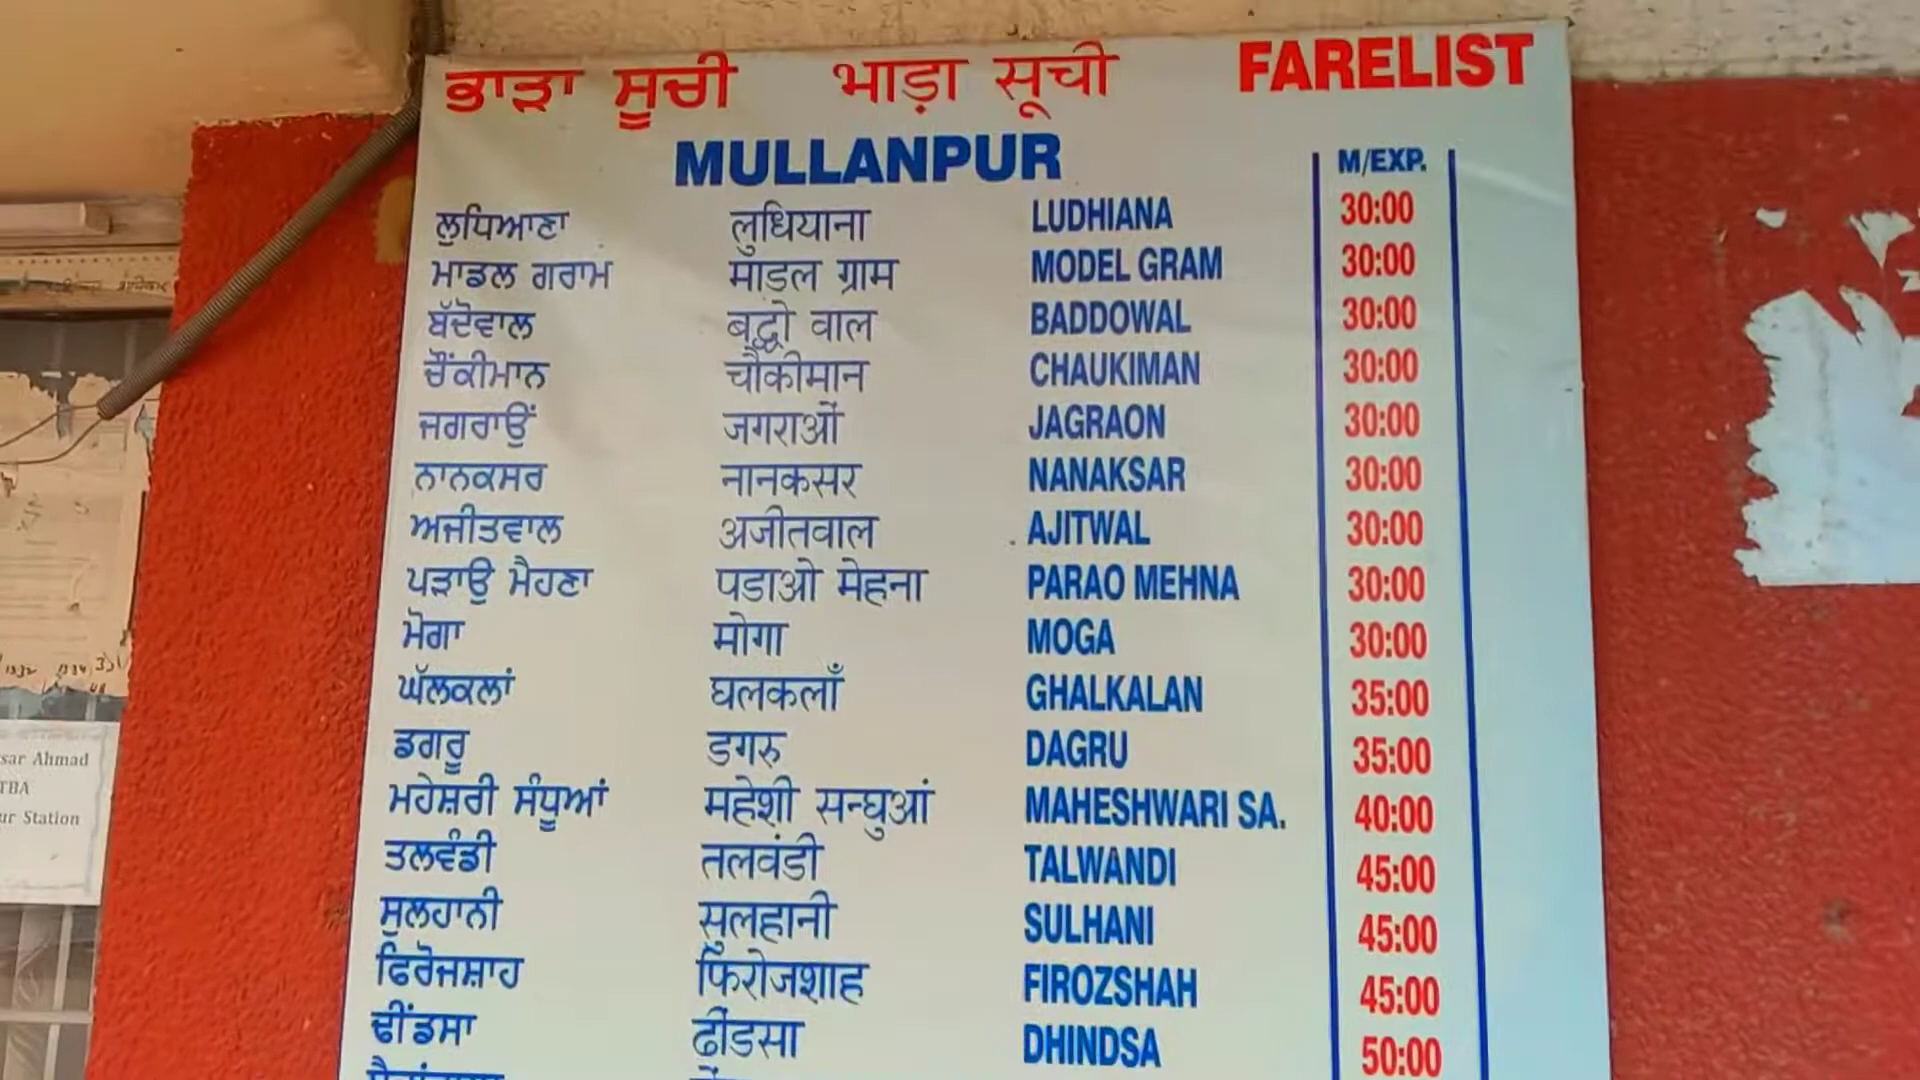 ਭਾੜਾ ਸੂਚੀ भाड़ा सूची FARELIST
MULLANPUR M/EXP.
ਲੁਧਿਆਣਾ लुधियाना LUDHIANA 30:00
ਮਾਡਲ ਗਰਾਮ माडल ग्राम MODEL GRAM 30:00
ਬੱਦੋਵਾਲ बद्धो वाल BADDOWAL 30:00
ਚੌਂਕੀਮਾਨ चौकीमान CHAUKIMAN 30:00
ਜਗਰਾਉਂ जगराओं JAGRAON 30:00
ਨਾਨਕਸਰ नानकसर NANAKSAR 30:00
ਅਜੀਤਵਾਲ अजीतवाल AJITWAL 30:00
ਪੜਾਉ ਮੈਹਣਾ पडाओ मेहना PARAO MEHNA 30:00
ਮੋਗਾ मोगा MOGA 30:00
ਘੱਲਕਲਾਂ घलकलाँ GHALKALAN 35:00
ਡਗਰੂ डगरु DAGRU 35:00
ਮਹੇਸ਼ਰੀ ਸੰਧੂਆਂ महेशी सन्घुआं MAHESHWARI SA. 40:00
ਤਲਵੰਡੀ तलवंडी TALWANDI 45:00
ਸੁਲਹਾਨੀ सुलहानी SULHANI 45:00
ਫਿਰੋਜਸ਼ਾਹ फिरोजशाह FIROZSHAH 45:00
ਢੀਂਡਸਾ ढींडसा DHINDSA 50:00
sar Ahmad
TBA
ur Station